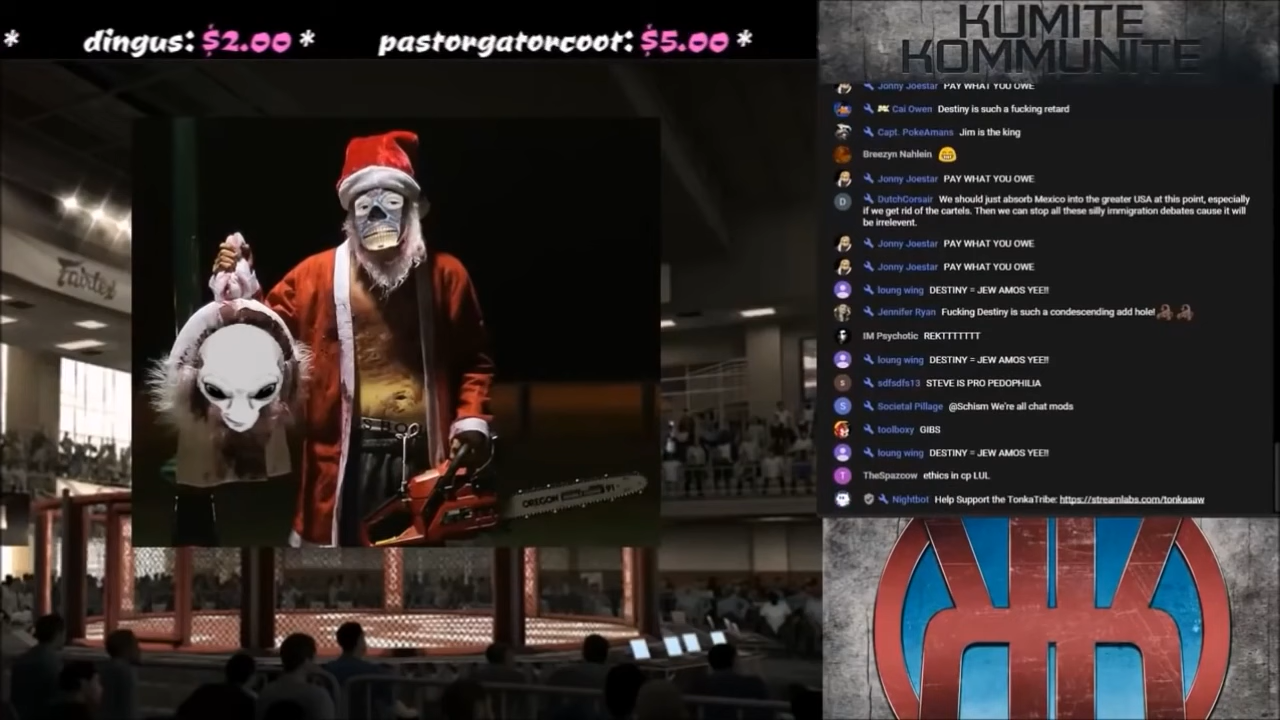 * dingus: $2.00 * pastorgatorcoot: $5.00 *
KUMITE
KOMMUNITE
Jonny Joestar PAY WHAT YOU OWE
Cai Owen Destiny is such a fucking retard
Capt. PokeAmans Jim is the king
Breezyn Nahlein
Jonny Joestar PAY WHAT YOU OWE
D DutchCorsair We should just absorb Mexico into the greater USA at this point, especially
if we get rid of the cartels. Then we can stop all these silly immigration debates cause it will
be irrelevent.
Jonny Joestar PAY WHAT YOU OWE
Jonny Joestar PAY WHAT YOU OWE
loung wing DESTINY = JEW AMOS YEE!!
Jennifer Ryan Fucking Destiny is such a condescending add hole!
IM Psychotic REKTTTTTTT
loung wing DESTINY = JEW AMOS YEE!!
s sdfsdfs13 STEVE IS PRO PEDOPHILIA
S Societal Pillage @Schism We're all chat mods
toolboxy GIBS
loung wing DESTINY = JEW AMOS YEE!!
T TheSpazcow ethics in cp LUL
Nightbot Help Support the TonkaTribe: https://streamlabs.com/tonkasaw
Fairtex
OREGON